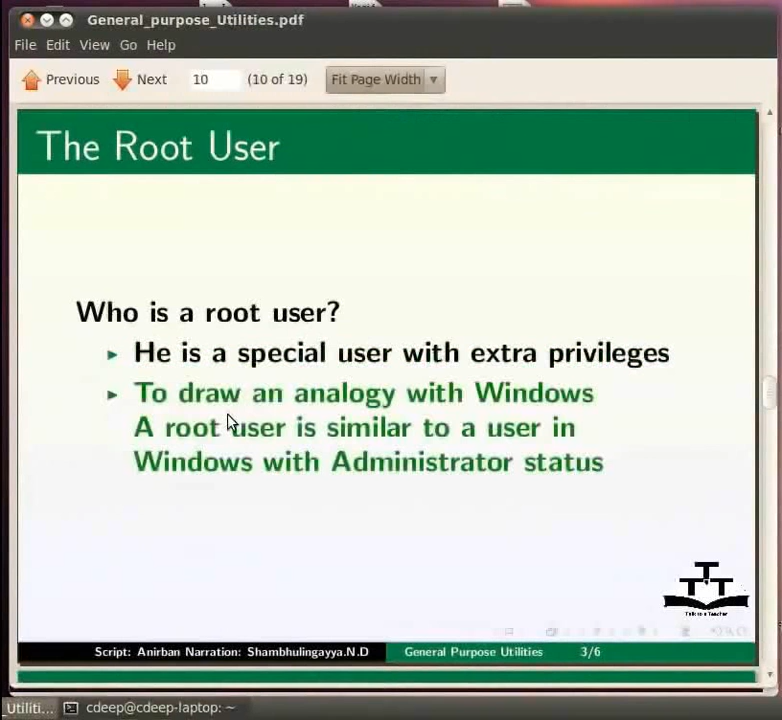 General_purpose_Utilities.pdf
File Edit View Go Help
Previous Next 10 (10 of 19) Fit Page Width
The Root User
Who is a root user?
He is a special user with extra privileges
To draw an analogy with Windows
A root user is similar to a user in
Windows with Administrator status
T T T
Talk to a Teacher
Script: Anirban Narration: Shambhulingayya.N.D General Purpose Utilities 3/6
Utiliti... cdeep@cdeep-laptop: ~